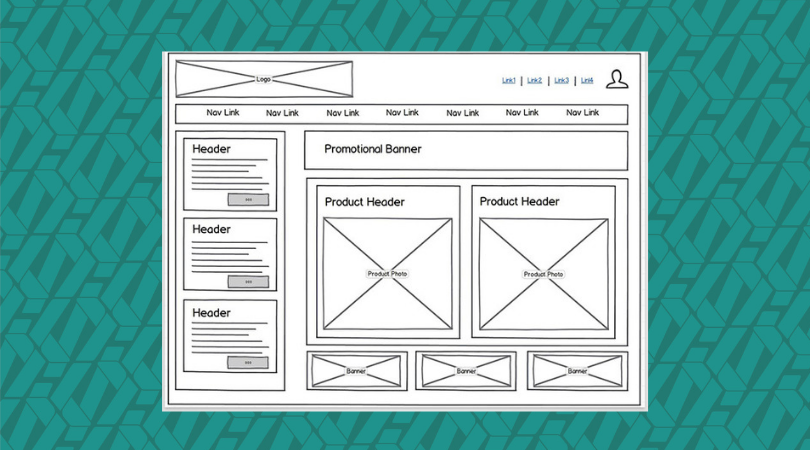 Logo
Link1 | Link2 | Link3 | Link4
Nav Link Nav Link Nav Link Nav Link Nav Link Nav Link Nav Link
Header
Header
Header
Promotional Banner
Product Header
Product Photo
Product Header
Product Photo
Banner
Banner
Banner